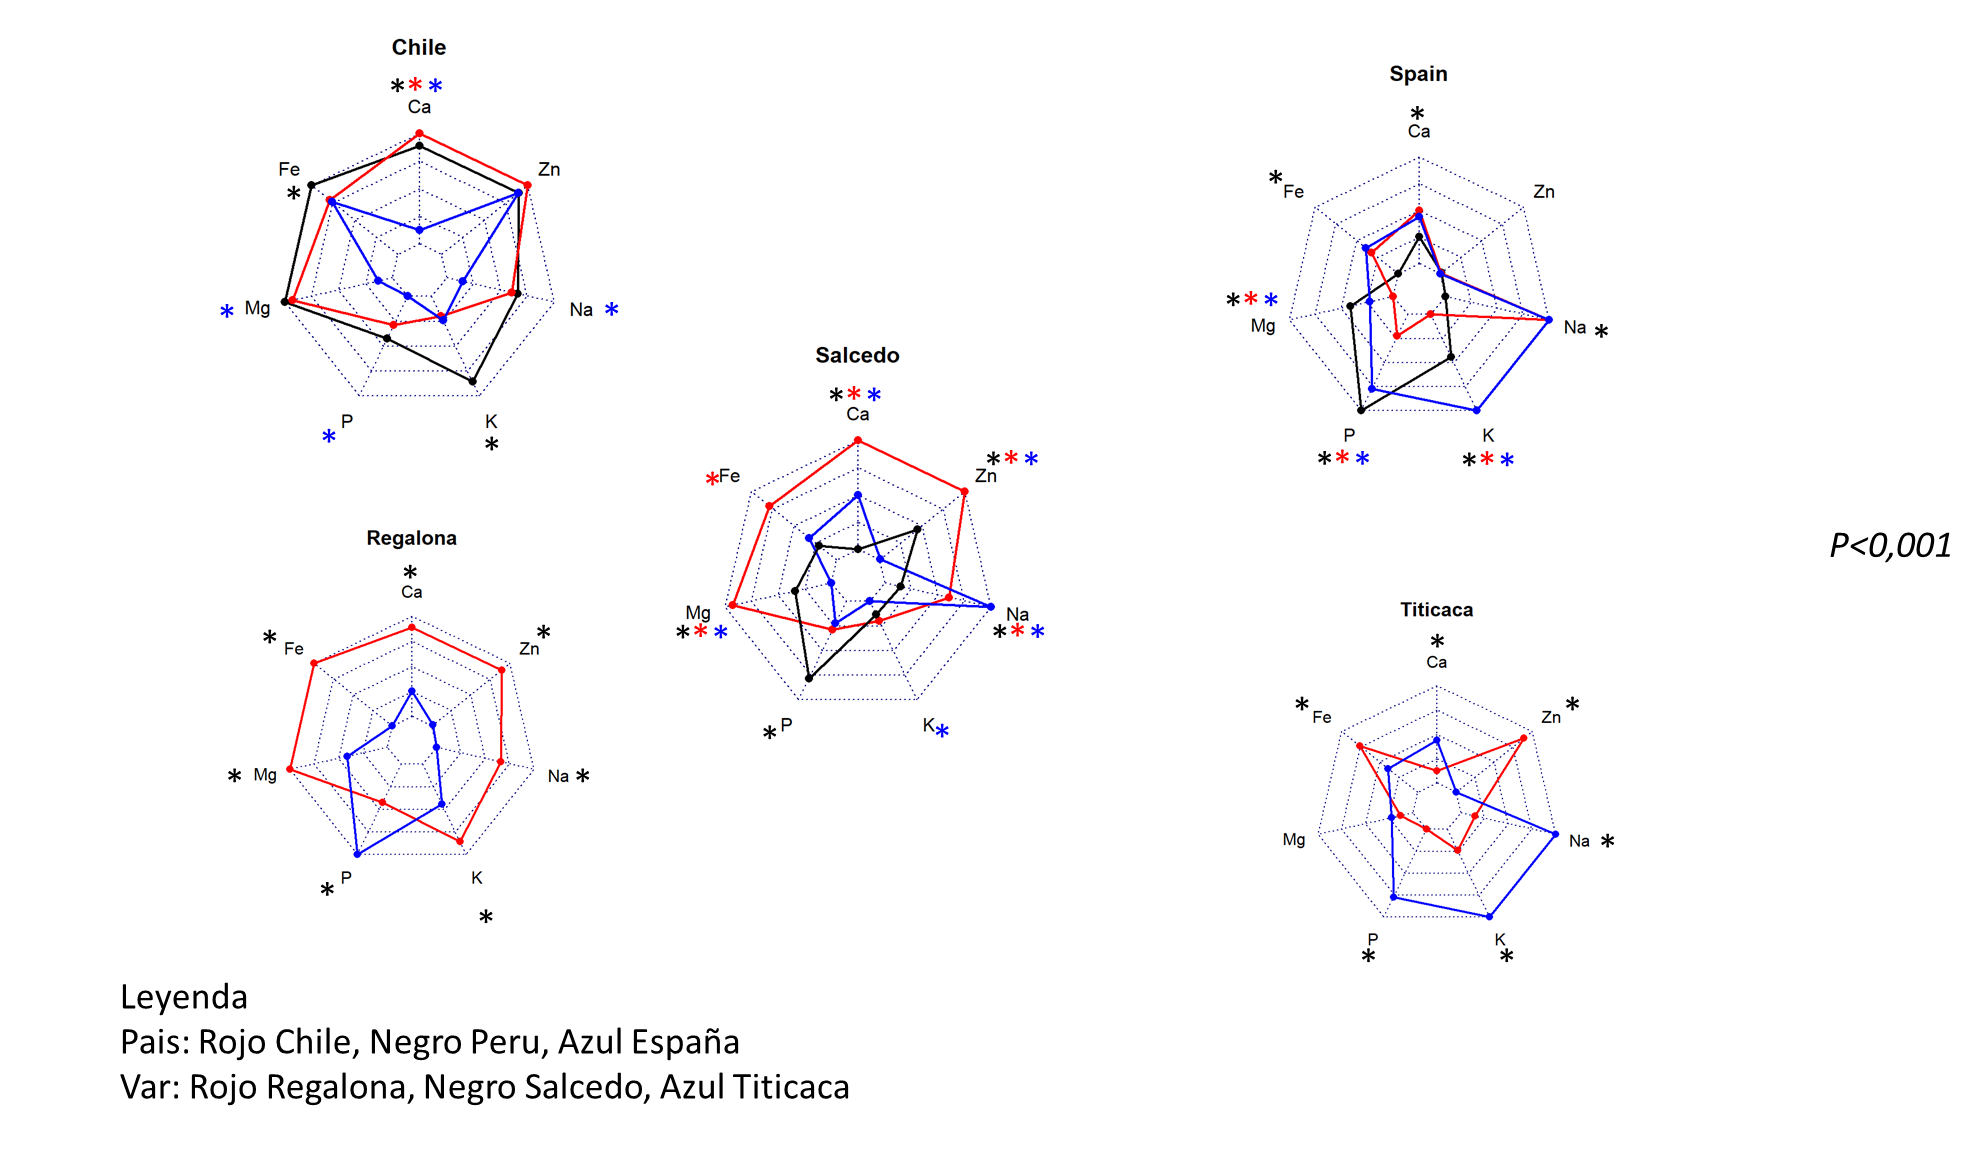 Chile
***
Ca
Fe
*
Zn
* Mg
Na *
P
*
K
*
Spain
*
Ca
*
Fe
Zn
***
Mg
Na *
P
***
K
***
Salcedo
***
Ca
*Fe
***
Zn
Mg
***
Na
***
P
*
K
*
Regalona
*
Ca
*
Fe
*
Zn
* Mg
Na *
P
*
K
*
P<0,001
Titicaca
*
Ca
*
Fe
*
Zn
Mg
Na *
P
*
K
*
Leyenda
Pais: Rojo Chile, Negro Peru, Azul España
Var: Rojo Regalona, Negro Salcedo, Azul Titicaca